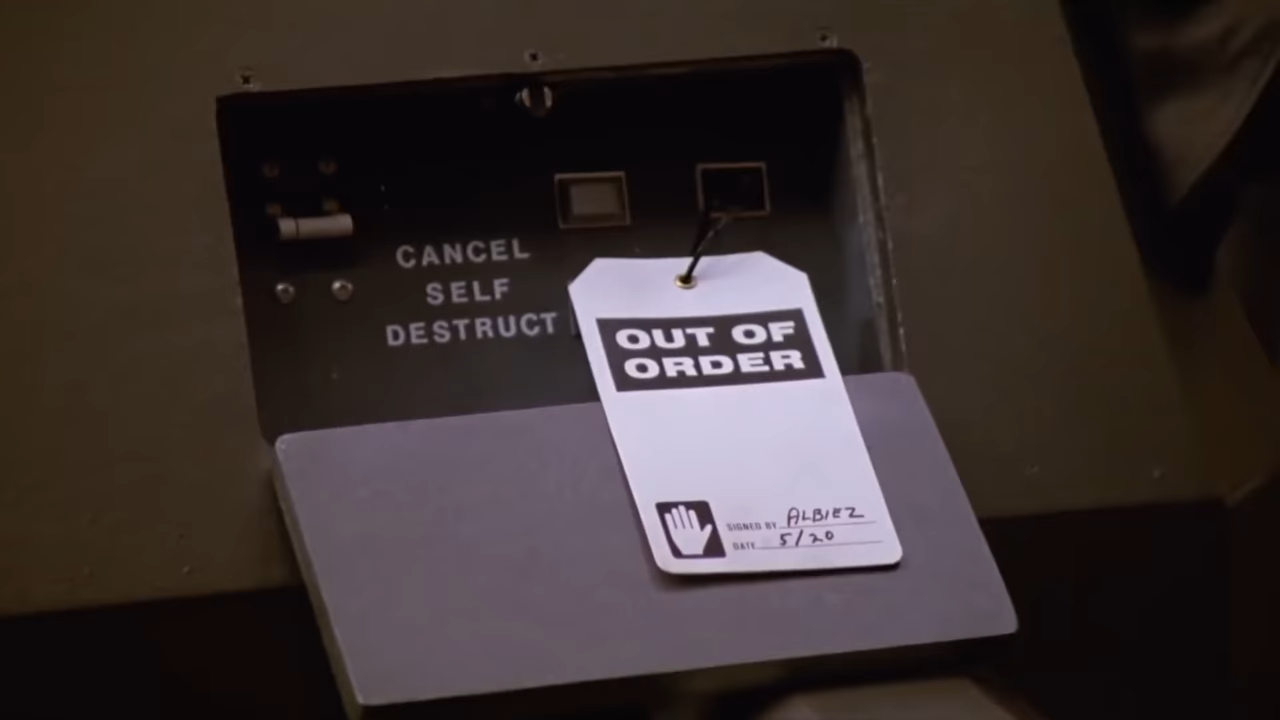 CANCEL
SELF
DESTRUCT
OUT OF
ORDER
SIGNED BY ALBIEZ
DATE 5/20